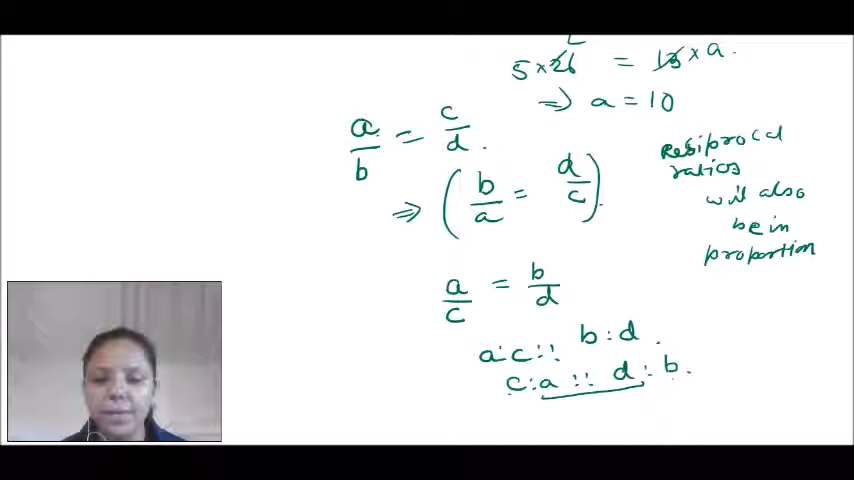 5 × 26 = 13 × a.
⇒ a = 10
a/b = c/d.
⇒ (b/a = d/c).
Resiprocal
ratios
will also
be in
proportion
a/c = b/d
a:c :: b:d.
c:a :: d:b.